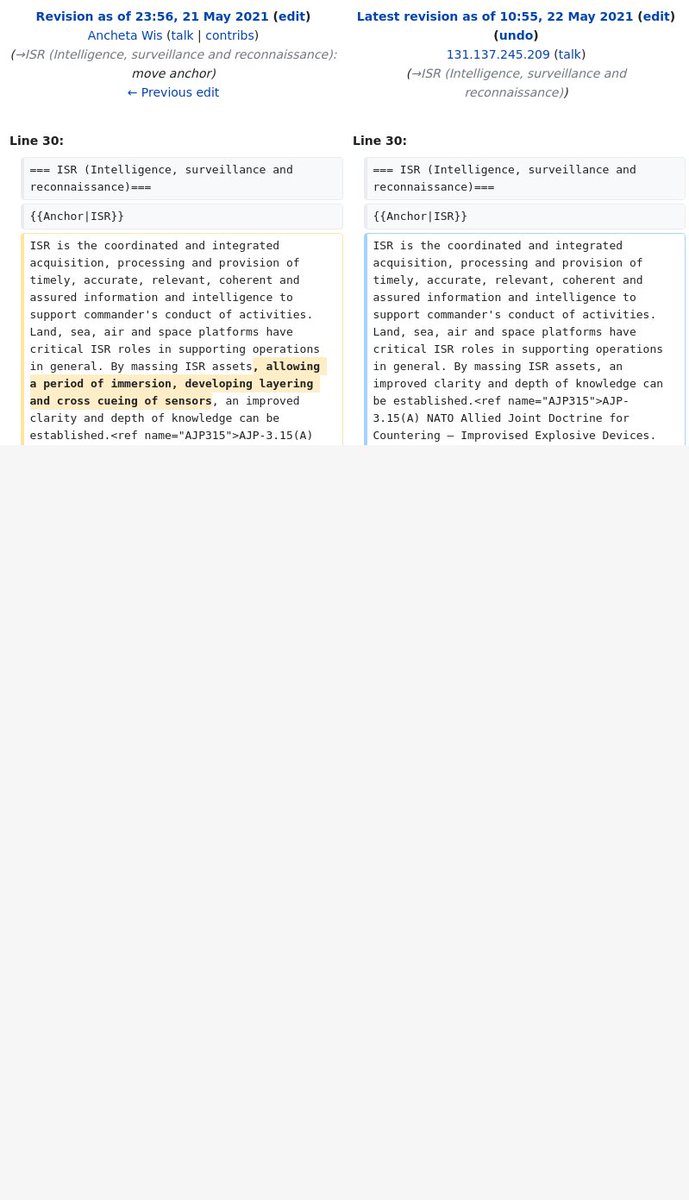 Revision as of 23:56, 21 May 2021 (edit)
Ancheta Wis (talk | contribs)
(→ISR (Intelligence, surveillance and reconnaissance):
move anchor)
← Previous edit
Latest revision as of 10:55, 22 May 2021 (edit)
(undo)
131.137.245.209 (talk)
(→ISR (Intelligence, surveillance and
reconnaissance))
Line 30:
=== ISR (Intelligence, surveillance and
reconnaissance)===
{{Anchor|ISR}}
ISR is the coordinated and integrated
acquisition, processing and provision of
timely, accurate, relevant, coherent and
assured information and intelligence to
support commander's conduct of activities.
Land, sea, air and space platforms have
critical ISR roles in supporting operations
in general. By massing ISR assets, allowing
a period of immersion, developing layering
and cross cueing of sensors, an improved
clarity and depth of knowledge can be
established.<ref name="AJP315">AJP-3.15(A)
Line 30:
=== ISR (Intelligence, surveillance and
reconnaissance)===
{{Anchor|ISR}}
ISR is the coordinated and integrated
acquisition, processing and provision of
timely, accurate, relevant, coherent and
assured information and intelligence to
support commander's conduct of activities.
Land, sea, air and space platforms have
critical ISR roles in supporting operations
in general. By massing ISR assets, an
improved clarity and depth of knowledge can
be established.<ref name="AJP315">AJP-
3.15(A) NATO Allied Joint Doctrine for
Countering – Improvised Explosive Devices.